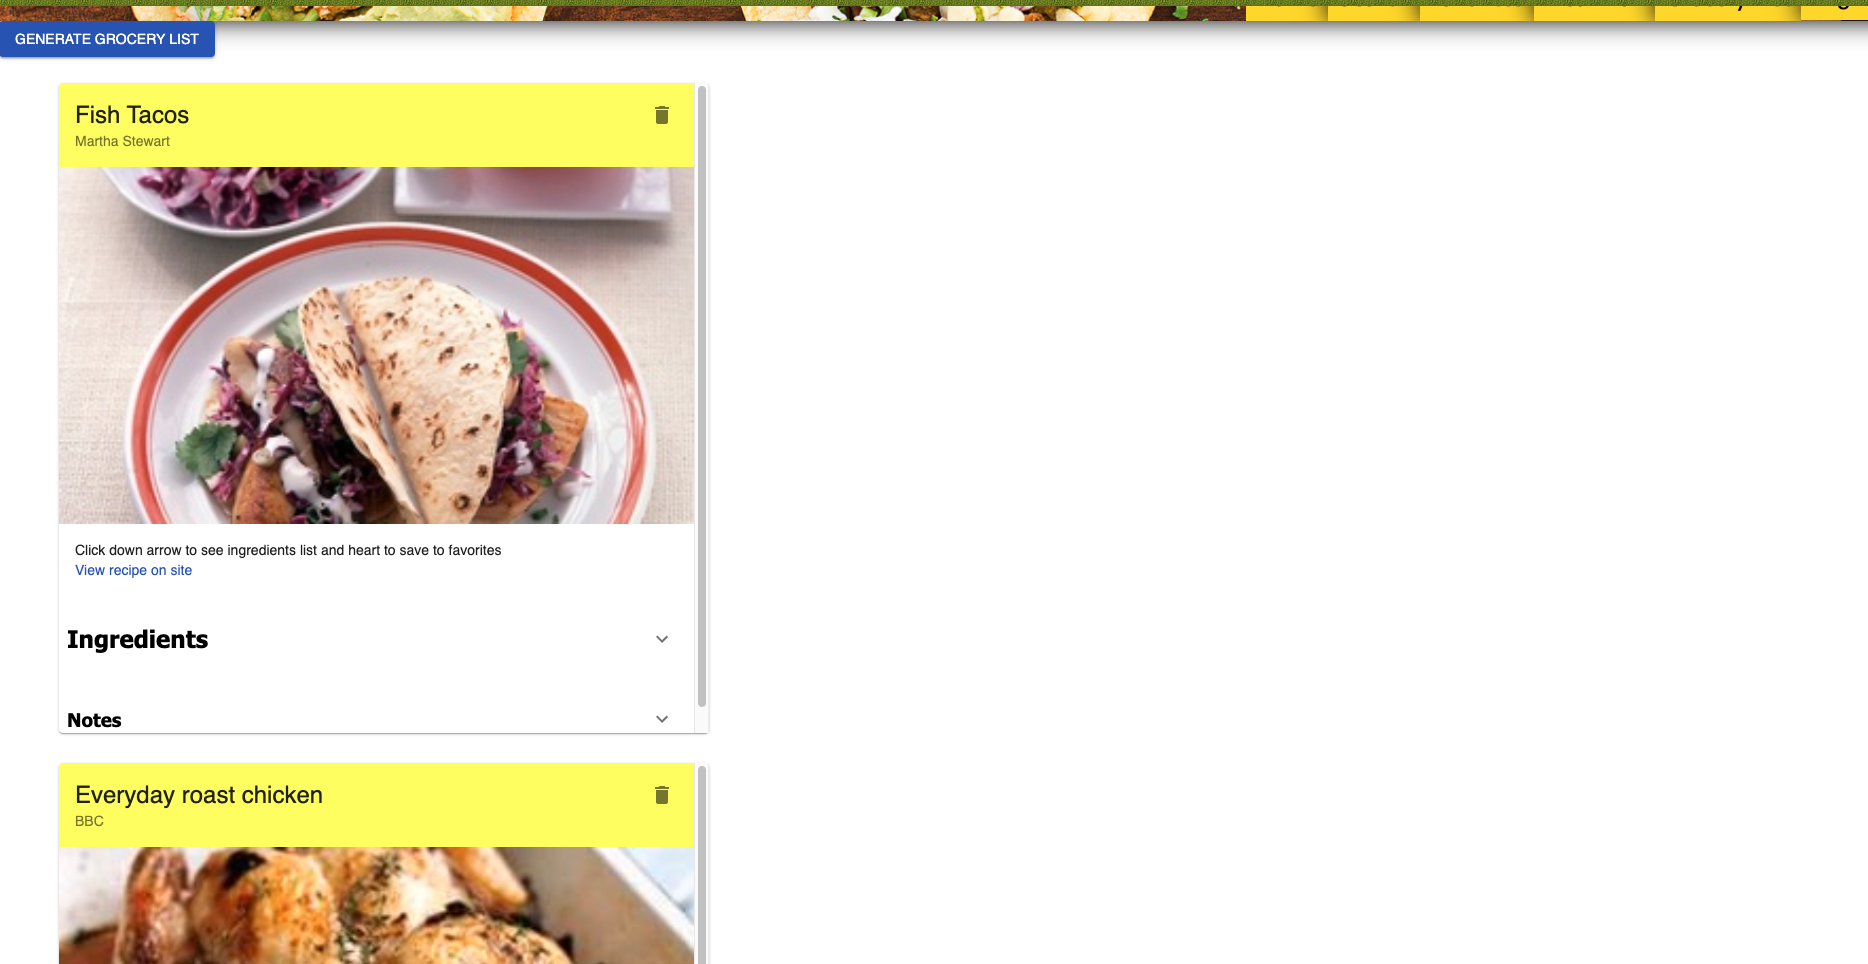 GENERATE GROCERY LIST
Fish Tacos
Martha Stewart
Click down arrow to see ingredients list and heart to save to favorites
View recipe on site
Ingredients
Notes
Everyday roast chicken
BBC